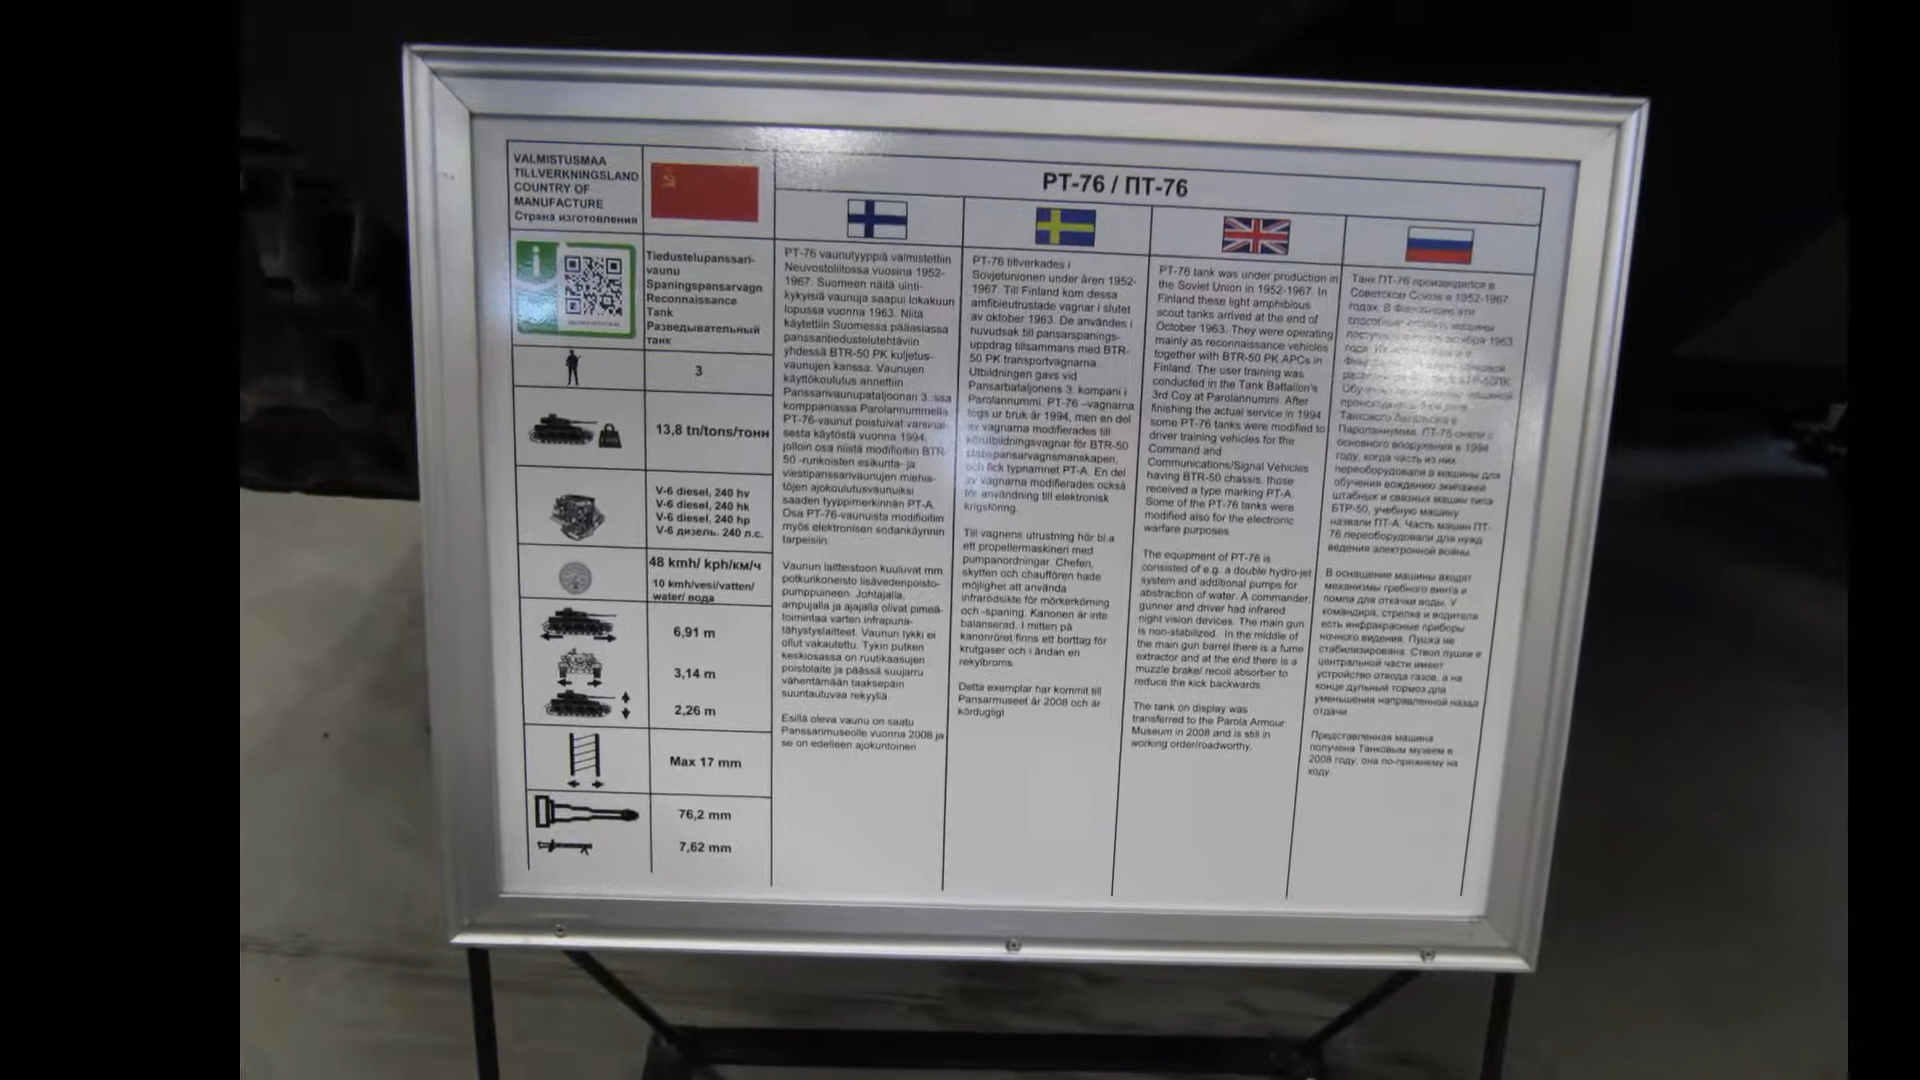 VALMISTUSMAA
TILLVERKNINGSLAND
COUNTRY OF
MANUFACTURE
Страна изготовления
PT-76 / ПТ-76
Tiedustelupanssari-
vaunu
Spaningspansarvagn
Reconnaissance
Tank
Разведывательный
танк
3
13,8 tn/tons/тонн
V-6 diesel, 240 hv
V-6 diesel, 240 hk
V-6 diesel, 240 hp
V-6 дизель. 240 л.с.
48 kmh/ kph/км/ч
10 kmh/vesi/vatten/
water/ вода
6,91 m
3,14 m
2,26 m
Max 17 mm
76,2 mm
7,62 mm
PT-76 vaunutyyppiä valmistettiin
Neuvostoliitossa vuosina 1952-
1967. Suomeen näitä uinti-
kykyisiä vaunuja saapui lokakuun
lopussa vuonna 1963. Niitä
käytettiin Suomessa pääasiassa
panssaritiedustelutehtäviin
yhdessä BTR-50 PK kuljetus-
vaunujen kanssa. Vaunujen
käyttökoulutus annettiin
Panssarivaunupataljoonan 3.:ssa
komppaniassa Parolannummella
PT-76-vaunut poistuivat varsinai-
sesta käytöstä vuonna 1994,
jolloin osa niistä modifioitiin BTR-
50 -runkoisten esikunta- ja
viestipanssarivaunujen miehis-
töjen ajokoulutusvaunuiksi
saaden tyyppimerkinnän PT-A.
Osa PT-76-vaunuista modifioitiin
myös elektronisen sodankäynnin
tarpeisiin.
Vaunun laitteistoon kuuluvat mm.
potkurikoneisto lisävedenpoisto-
pumppuineen. Johtajalla,
ampujalla ja ajajalla olivat pimeä-
toimintaa varten infrapuna-
tähystyslaitteet. Vaunun tykki ei
ollut vakautettu. Tykin putken
keskiosassa on ruutikaasujen
poistolaite ja päässä suujarru
vähentämään taaksepäin
suuntautuvaa rekyyliä.
Esillä oleva vaunu on saatu
Panssarimuseolle vuonna 2008 ja
se on edelleen ajokuntoinen
PT-76 tillverkades i
Sovjetunionen under åren 1952-
1967. Till Finland kom dessa
amfibieutrustade vagnar i slutet
av oktober 1963. De användes i
huvudsak till pansarspanings-
uppdrag tillsammans med BTR-
50 PK transportvagnarna.
Utbildningen gavs vid
Pansarbataljonens 3. kompani i
Parolannummi. PT-76 –vagnarna
togs ur bruk år 1994, men en del
av vagnarna modifierades till
körutbildningsvagnar för BTR-50
stabspansarvagnsmanskapen,
och fick typnamnet PT-A. En del
av vagnarna modifierades också
för användning till elektronisk
krigsföring.
Till vagnens utrustning hör bl.a
ett propellermaskineri med
pumpanordningar. Chefen,
skytten och chauffören hade
möjlighet att använda
infrarödsikte för mörkerkörning
och -spaning. Kanonen är inte
balanserad. I mitten på
kanonröret finns ett borttag för
krutgaser och i ändan en
rekylbroms.
Detta exemplar har kommit till
Pansarmuseet år 2008 och är
kördugligt
PT-76 tank was under production in
the Soviet Union in 1952-1967. In
Finland these light amphibious
scout tanks arrived at the end of
October 1963. They were operating
mainly as reconnaissance vehicles
together with BTR-50 PK APCs in
Finland. The user training was
conducted in the Tank Battalion's
3rd Coy at Parolannummi. After
finishing the actual service in 1994
some PT-76 tanks were modified to
driver training vehicles for the
Command and
Communications/Signal Vehicles
having BTR-50 chassis, those
received a type marking PT-A.
Some of the PT-76 tanks were
modified also for the electronic
warfare purposes.
The equipment of PT-76 is
consisted of e.g. a double hydro-jet
system and additional pumps for
abstraction of water. A commander,
gunner and driver had infrared
night vision devices. The main gun
is non-stabilized. In the middle of
the main gun barrel there is a fume
extractor and at the end there is a
muzzle brake/ recoil absorber to
reduce the kick backwards.
The tank on display was
transferred to the Parola Armour
Museum in 2008 and is still in
working order/roadworthy.
Танк ПТ-76 производился в
Советском Союзе в 1952-1967
годах. В Финляндию эти
способные
октября 1963
года.
Танкового батальона в
Пароланнумми. ПТ-76 сняли с
основного вооружения в 1994
году, когда часть из них
переоборудовали в машины для
обучения вождению экипажей
штабных и связных машин типа
БТР-50, учебную машину
назвали ПТ-А. Часть машин ПТ-
76 переоборудовали для нужд
ведения электронной войны.
В оснащение машины входят
механизмы гребного винта и
помпа для откачки воды. У
командира, стрелка и водителя
есть инфракрасные приборы
ночного видения. Пушка не
стабилизирована. Ствол пушки в
центральной части имеет
устройство отвода газов, а на
конце дульный тормоз для
уменьшения направленной назад
отдачи.
Представленная машина
получена Танковым музеем в
2008 году, она по-прежнему на
ходу.